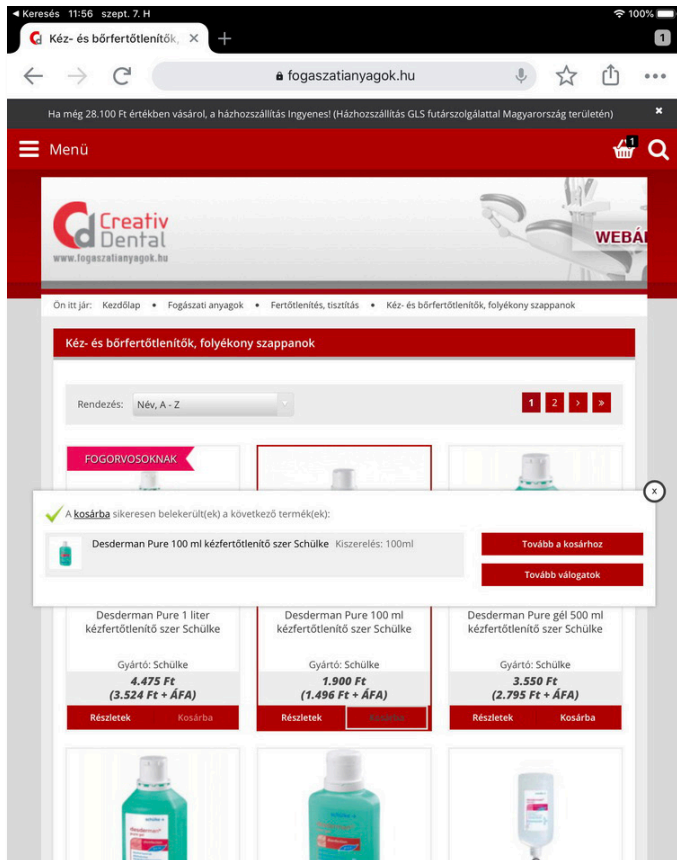 ◄ Keresés 11:56 szept. 7. H 100%
Kéz- és bőrfertőtlenítők, × + 1
fogaszatianyagok.hu
Ha még 28.100 Ft értékben vásárol, a házhozszállítás Ingyenes! (Házhozszállítás GLS futárszolgálattal Magyarország területén) ×
Menü 1
Creativ
Dental
www.fogaszatianyagok.hu
WEBÁ
Ön itt jár: Kezdőlap • Fogászati anyagok • Fertőtlenítés, tisztítás • Kéz- és bőrfertőtlenítők, folyékony szappanok
Kéz- és bőrfertőtlenítők, folyékony szappanok
Rendezés: Név, A - Z 1 2 › »
FOGORVOSOKNAK
x
A kosárba sikeresen belekerült(ek) a következő termék(ek):
Desderman Pure 100 ml kézfertőtlenítő szer Schülke Kiszerelés: 100ml
Tovább a kosárhoz
Tovább válogatok
Desderman Pure 1 liter
kézfertőtlenítő szer Schülke
Gyártó: Schülke
4.475 Ft
(3.524 Ft + ÁFA)
Részletek Kosárba
Desderman Pure 100 ml
kézfertőtlenítő szer Schülke
Gyártó: Schülke
1.900 Ft
(1.496 Ft + ÁFA)
Részletek Kosárba
Desderman Pure gél 500 ml
kézfertőtlenítő szer Schülke
Gyártó: Schülke
3.550 Ft
(2.795 Ft + ÁFA)
Részletek Kosárba